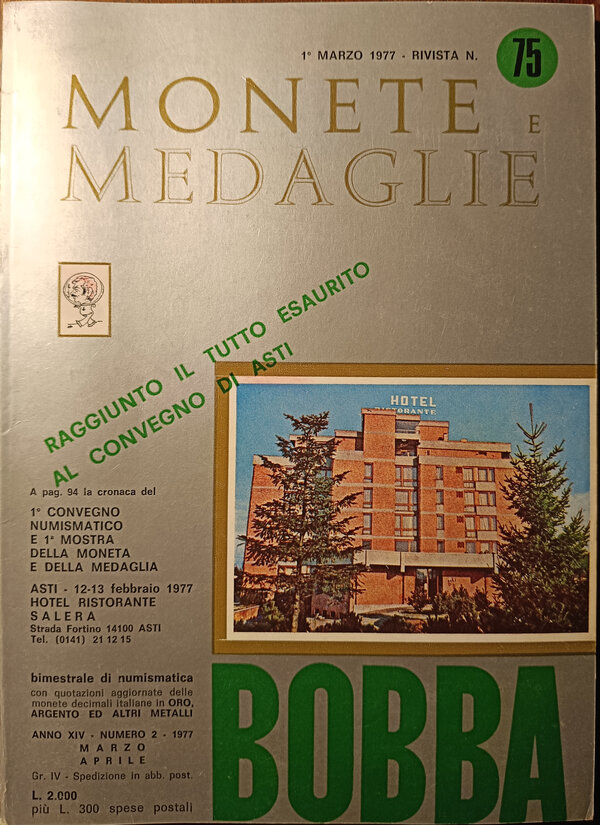 1° MARZO 1977 - RIVISTA N. 75
MONETE E
MEDAGLIE
RAGGIUNTO IL TUTTO ESAURITO
AL CONVEGNO DI ASTI
HOTEL
RISTORANTE
A pag. 94 la cronaca del
1° CONVEGNO
NUMISMATICO
E 1ª MOSTRA
DELLA MONETA
E DELLA MEDAGLIA
ASTI - 12-13 febbraio 1977
HOTEL RISTORANTE
SALERA
Strada Fortino 14100 ASTI
Tel. (0141) 21 12 15
bimestrale di numismatica
con quotazioni aggiornate delle
monete decimali italiane in ORO,
ARGENTO ED ALTRI METALLI
ANNO XIV - NUMERO 2 - 1977
MARZO
APRILE
Gr. IV - Spedizione in abb. post.
L. 2.000
più L. 300 spese postali
BOBBA